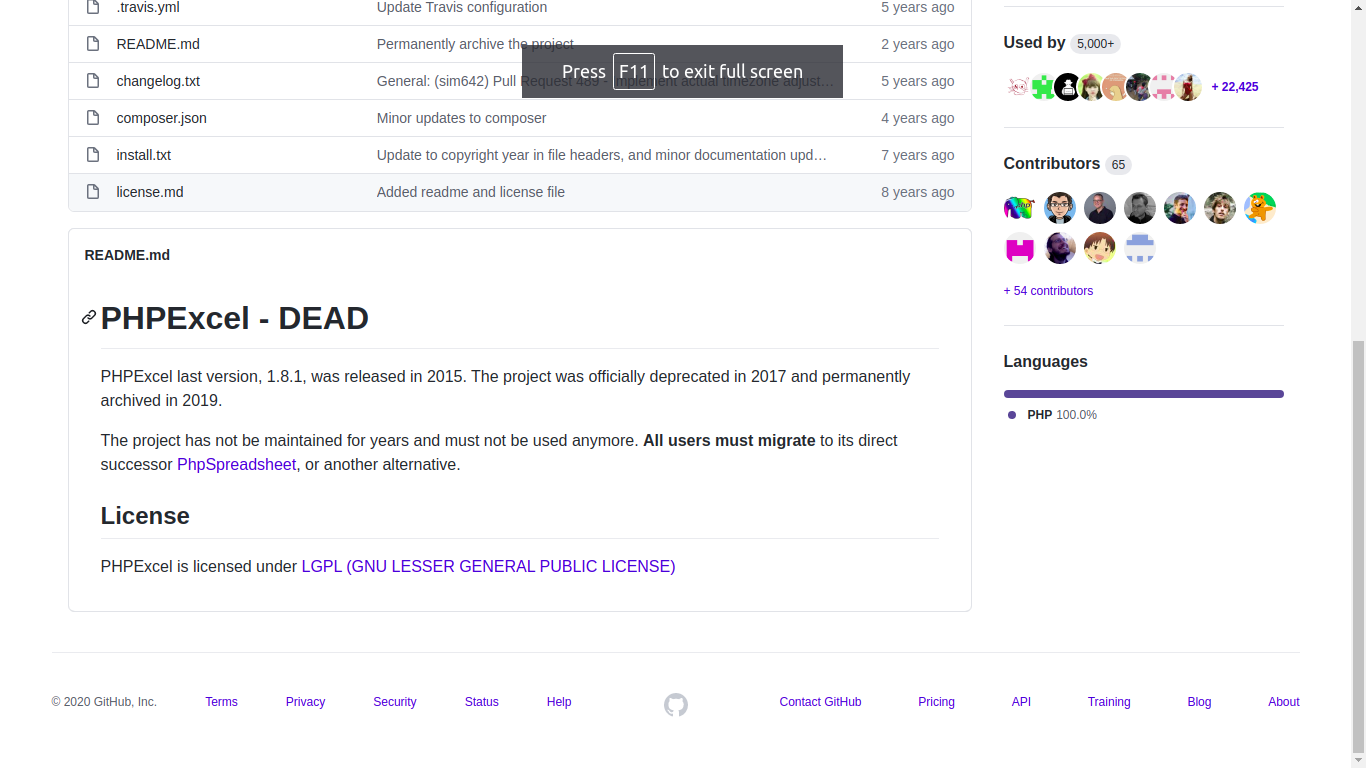 .travis.yml Update Travis configuration 5 years ago
README.md Permanently archive the project 2 years ago
Press F11 to exit full screen
changelog.txt General: (sim642) Pull Request 489 - Implement actual timezone adjust… 5 years ago
composer.json Minor updates to composer 4 years ago
install.txt Update to copyright year in file headers, and minor documentation upd… 7 years ago
license.md Added readme and license file 8 years ago
README.md
PHPExcel - DEAD
PHPExcel last version, 1.8.1, was released in 2015. The project was officially deprecated in 2017 and permanently
archived in 2019.
The project has not be maintained for years and must not be used anymore. All users must migrate to its direct
successor PhpSpreadsheet, or another alternative.
License
PHPExcel is licensed under LGPL (GNU LESSER GENERAL PUBLIC LICENSE)
Used by 5,000+
+ 22,425
Contributors 65
php
+ 54 contributors
Languages
PHP 100.0%
© 2020 GitHub, Inc. Terms Privacy Security Status Help Contact GitHub Pricing API Training Blog About